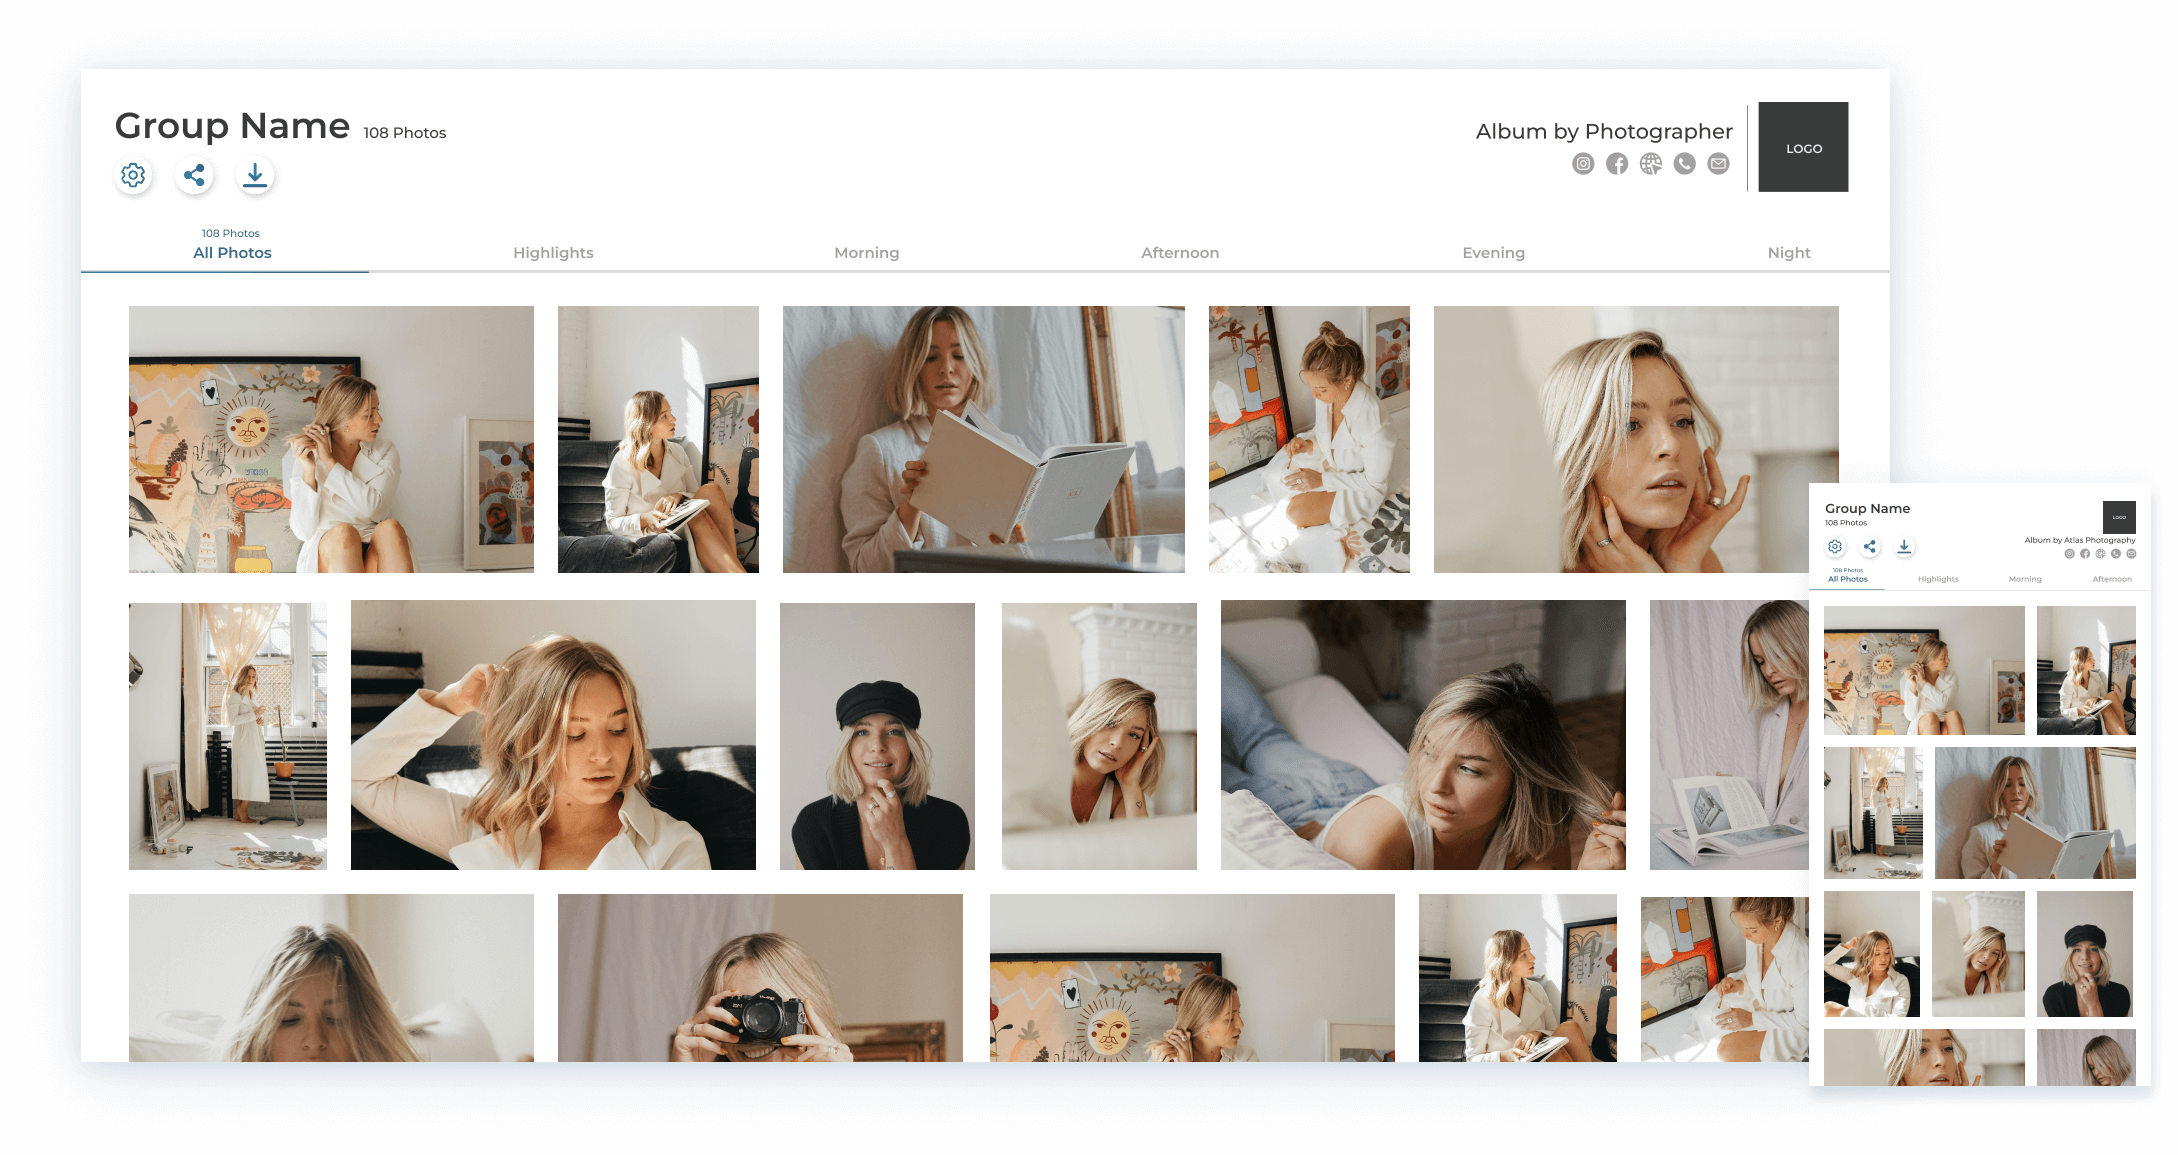 Group Name 108 Photos
Album by Photographer
LOGO
108 Photos
All Photos Highlights Morning Afternoon Evening Night
Group Name
108 Photos
LOGO
Album by Atlas Photography
108 Photos
All Photos Highlights Morning Afternoon